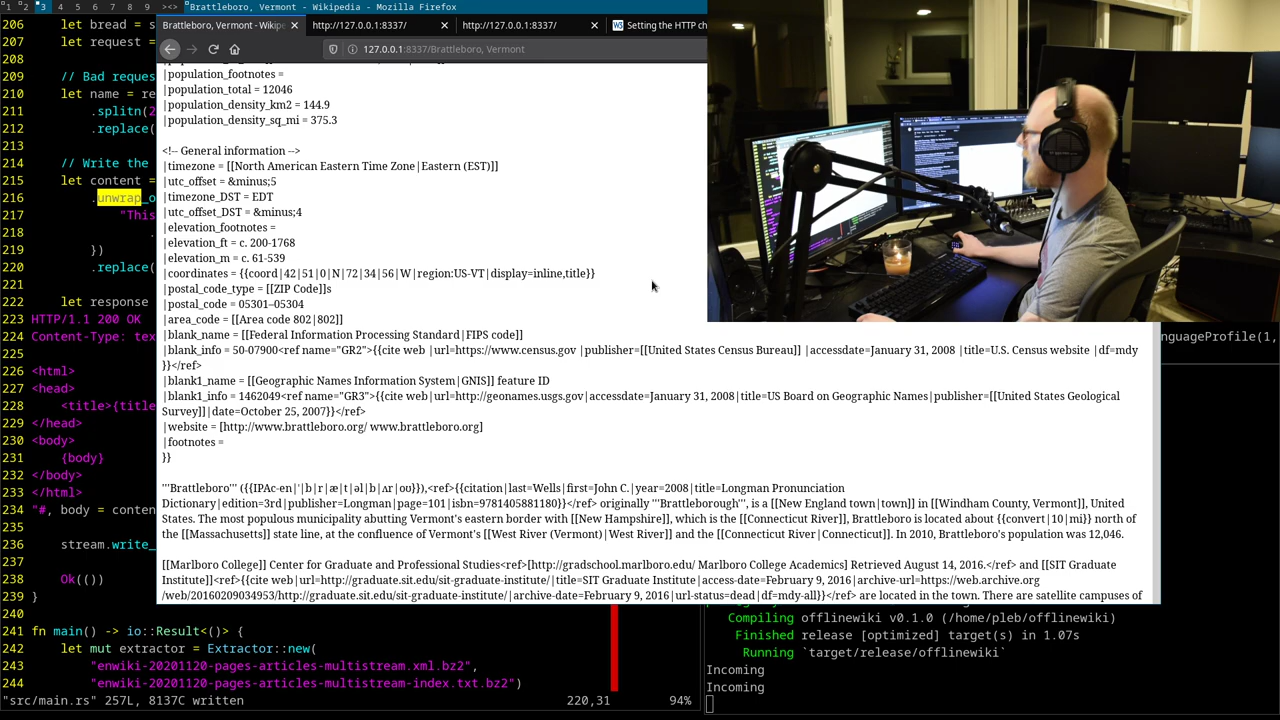 1 2 3 4 5 6 7 8 9 ><> Brattleboro, Vermont - Wikipedia - Mozilla Firefox
Brattleboro, Vermont - Wikipe × http://127.0.0.1:8337/ × http://127.0.0.1:8337/ × Setting the HTTP ch
127.0.0.1:8337/Brattleboro, Vermont
206 let bread = s
207 let request =
208
209 // Bad reques
210 let name = re
211 .splitn(2
212 .replace(
213
214 // Write the
215 let content =
216 .unwrap_o
217 "This
218 .
219 })
220 .replace(
221
222 let response
223 HTTP/1.1 200 OK
224 Content-Type: tex
225
226 <html>
227 <head>
228 <title>{title
229 </head>
230 <body>
231 {body}
232 </body>
233 </html>
234 "#, body = conten
235
236 stream.write_
237
238 Ok(())
239 }
240
241 fn main() -> io::Result<()> {
242 let mut extractor = Extractor::new(
243 "enwiki-20201120-pages-articles-multistream.xml.bz2",
244 "enwiki-20201120-pages-articles-multistream-index.txt.bz2")
"src/main.rs" 257L, 8137C written 220,31 94%
|population_footnotes =
|population_total = 12046
|population_density_km2 = 144.9
|population_density_sq_mi = 375.3
<!-- General information -->
|timezone = [[North American Eastern Time Zone|Eastern (EST)]]
|utc_offset = &minus;5
|timezone_DST = EDT
|utc_offset_DST = &minus;4
|elevation_footnotes =
|elevation_ft = c. 200-1768
|elevation_m = c. 61-539
|coordinates = {{coord|42|51|0|N|72|34|56|W|region:US-VT|display=inline,title}}
|postal_code_type = [[ZIP Code]]s
|postal_code = 05301–05304
|area_code = [[Area code 802|802]]
|blank_name = [[Federal Information Processing Standard|FIPS code]]
|blank_info = 50-07900<ref name="GR2">{{cite web |url=https://www.census.gov |publisher=[[United States Census Bureau]] |accessdate=January 31, 2008 |title=U.S. Census website |df=mdy
}}</ref>
|blank1_name = [[Geographic Names Information System|GNIS]] feature ID
|blank1_info = 1462049<ref name="GR3">{{cite web|url=http://geonames.usgs.gov|accessdate=January 31, 2008|title=US Board on Geographic Names|publisher=[[United States Geological
Survey]]|date=October 25, 2007}}</ref>
|website = [http://www.brattleboro.org/ www.brattleboro.org]
|footnotes =
}}
'''Brattleboro''' ({{IPAc-en|ˈ|b|r|æ|t|əl|b|ʌr|oʊ}}),<ref>{{citation|last=Wells|first=John C.|year=2008|title=Longman Pronunciation
Dictionary|edition=3rd|publisher=Longman|page=101|isbn=9781405881180}}</ref> originally '''Brattleborough''', is a [[New England town|town]] in [[Windham County, Vermont]], United
States. The most populous municipality abutting Vermont's eastern border with [[New Hampshire]], which is the [[Connecticut River]], Brattleboro is located about {{convert|10|mi}} north of
the [[Massachusetts]] state line, at the confluence of Vermont's [[West River (Vermont)|West River]] and the [[Connecticut River|Connecticut]]. In 2010, Brattleboro's population was 12,046.
[[Marlboro College]] Center for Graduate and Professional Studies<ref>[http://gradschool.marlboro.edu/ Marlboro College Academics] Retrieved August 14, 2016.</ref> and [[SIT Graduate
Institute]]<ref>{{cite web|url=http://graduate.sit.edu/sit-graduate-institute/|title=SIT Graduate Institute|access-date=February 9, 2016|archive-url=https://web.archive.org
/web/20160209034953/http://graduate.sit.edu/sit-graduate-institute/|archive-date=February 9, 2016|url-status=dead|df=mdy-all}}</ref> are located in the town. There are satellite campuses of
nguageProfile(1,
Compiling offlinewiki v0.1.0 (/home/pleb/offlinewiki)
Finished release [optimized] target(s) in 1.07s
Running `target/release/offlinewiki`
Incoming
Incoming